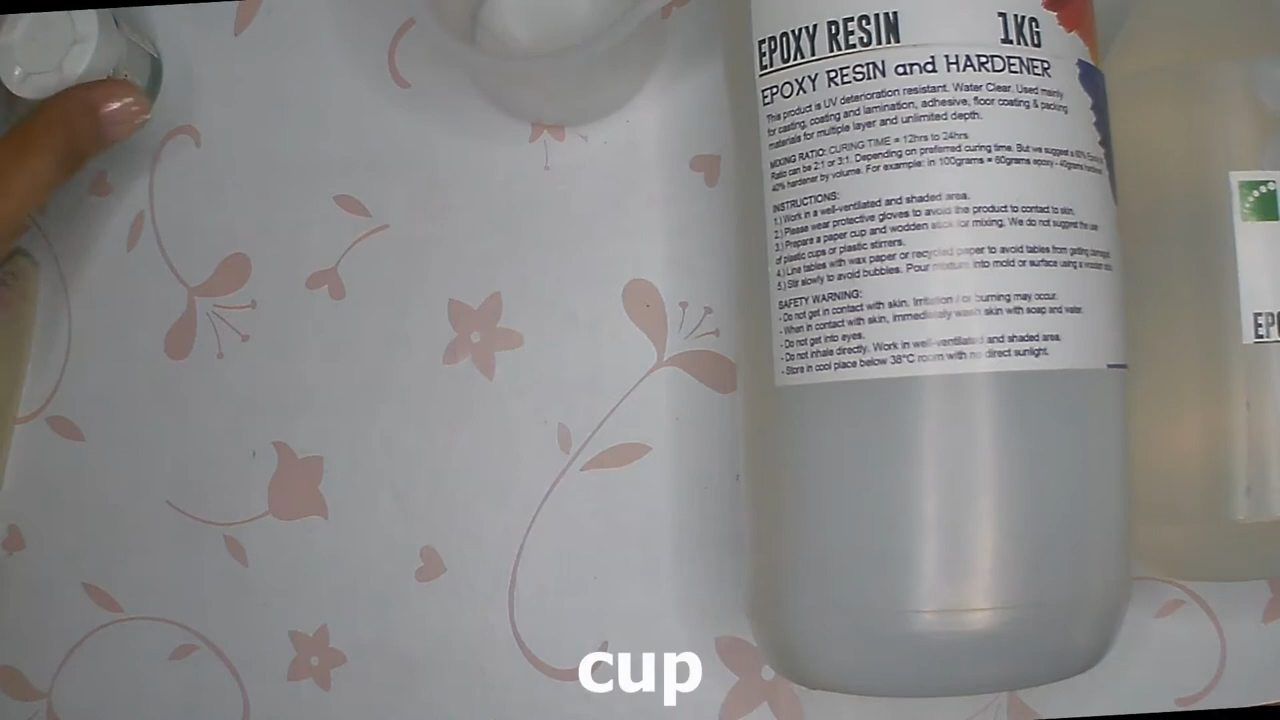 EPOXY RESIN 1KG
EPOXY RESIN and HARDENER
This product is UV deterioration resistant. Water Clear. Used mainly
for casting, coating and lamination, adhesive, floor coating & packing
materials for multiple layer and unlimited depth.
MIXING RATIO: CURING TIME = 12hrs to 24hrs
Ratio can be 2:1 or 3:1. Depending on preferred curing time. But we suggest a 60%
40% hardener by volume. For example: in 100grams = 60grams epoxy - 40grams hardener
INSTRUCTIONS:
1.) Work in a well-ventilated and shaded area.
2.) Please wear protective gloves to avoid the product to contact to skin.
3.) Prepare a paper cup and wooden stick for mixing. We do not suggest the use
of plastic cups or plastic stirrers.
4.) Line tables with wax paper or recycled paper to avoid tables from getting damaged.
5.) Stir slowly to avoid bubbles. Pour mixture into mold or surface using a wooden stick
SAFETY WARNING:
- Do not get in contact with skin. Irritation / or burning may occur.
- When in contact with skin, immediately wash skin with soap and water.
- Do not get into eyes.
- Do not inhale directly. Work in well-ventilated and shaded area.
- Store in cool place below 38°C room with no direct sunlight.
cup